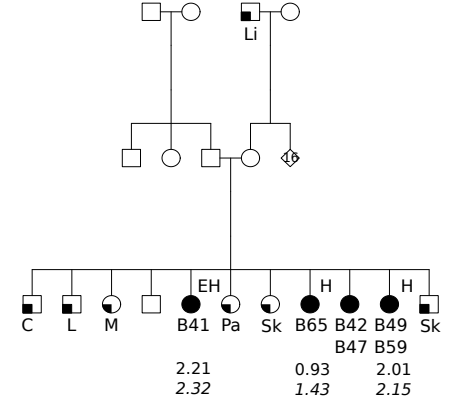 Li
16
EH H H
C L M B41 Pa Sk B65 B42 B49 Sk
B47 B59
2.21 0.93 2.01
2.32 1.43 2.15